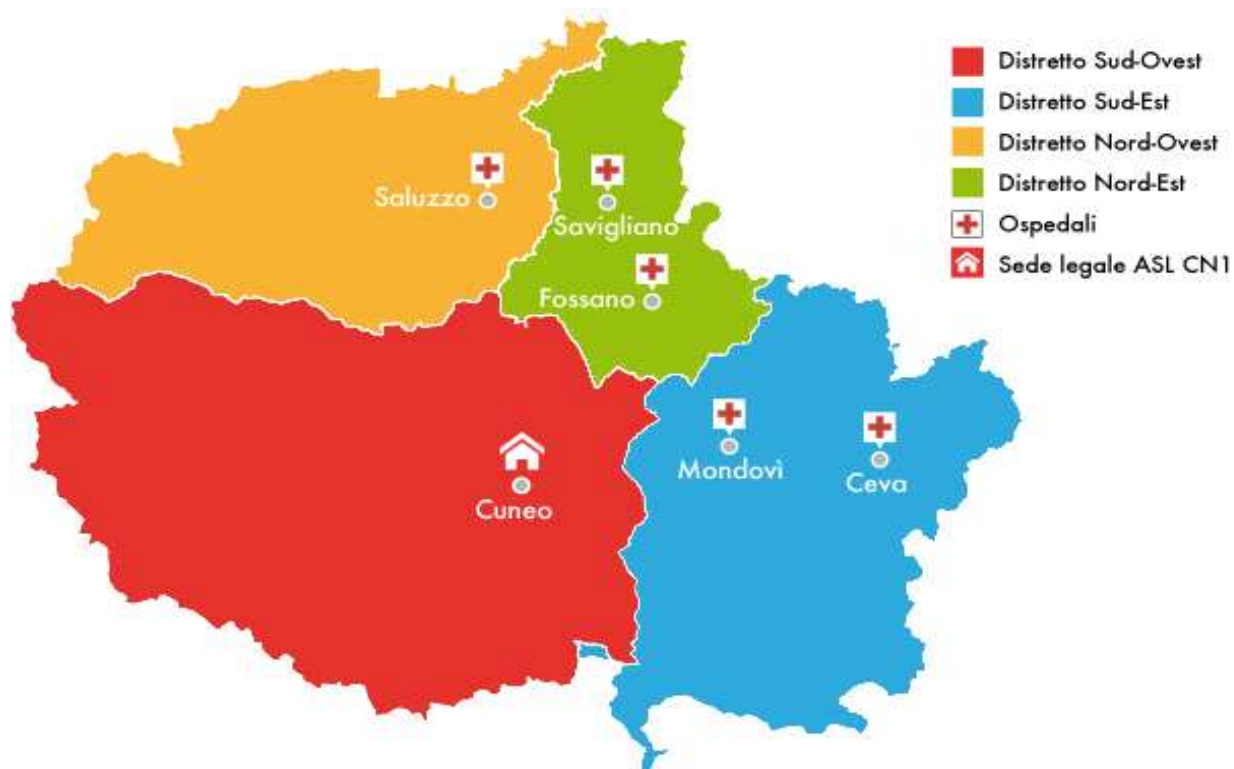 Distretto Sud-Ovest
Distretto Sud-Est
Distretto Nord-Ovest
Distretto Nord-Est
Ospedali
Sede legale ASL CN1
Saluzzo
Savigliano
Fossano
Mondovì
Ceva
Cuneo